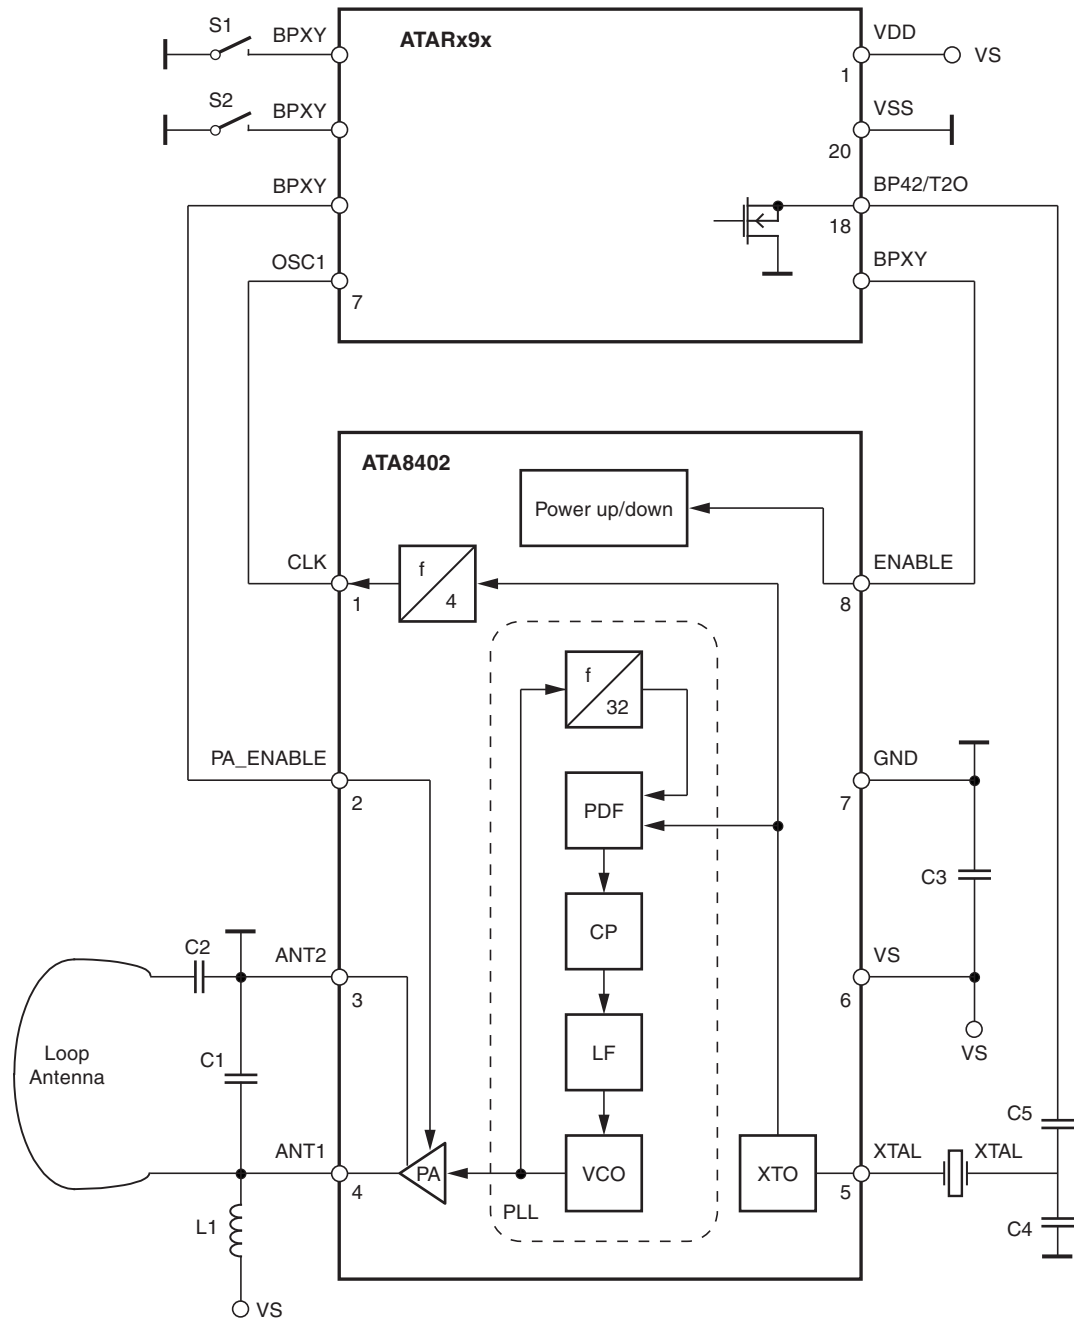 S1
BPXY
ATARx9x
VDD
1
VS
S2
BPXY
VSS
20
BPXY
BP42/T2O
18
OSC1
7
BPXY
ATA8402
Power up/down
CLK
1
f
4
ENABLE
8
f
32
PA_ENABLE
2
PDF
GND
7
C3
CP
C2
ANT2
3
VS
6
VS
Loop
Antenna
C1
LF
C5
ANT1
4
PA
VCO
XTO
XTAL
5
XTAL
PLL
L1
C4
VS